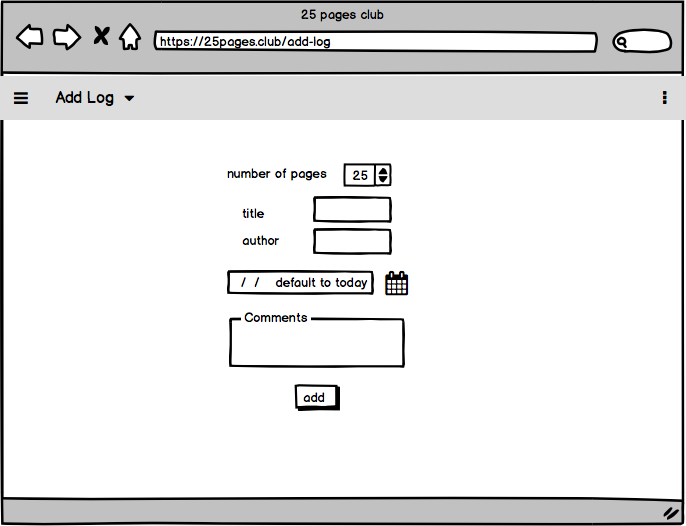 25 pages club
https://25pages.club/add-log
Add Log
number of pages 25
title
author
/ / default to today
Comments
add